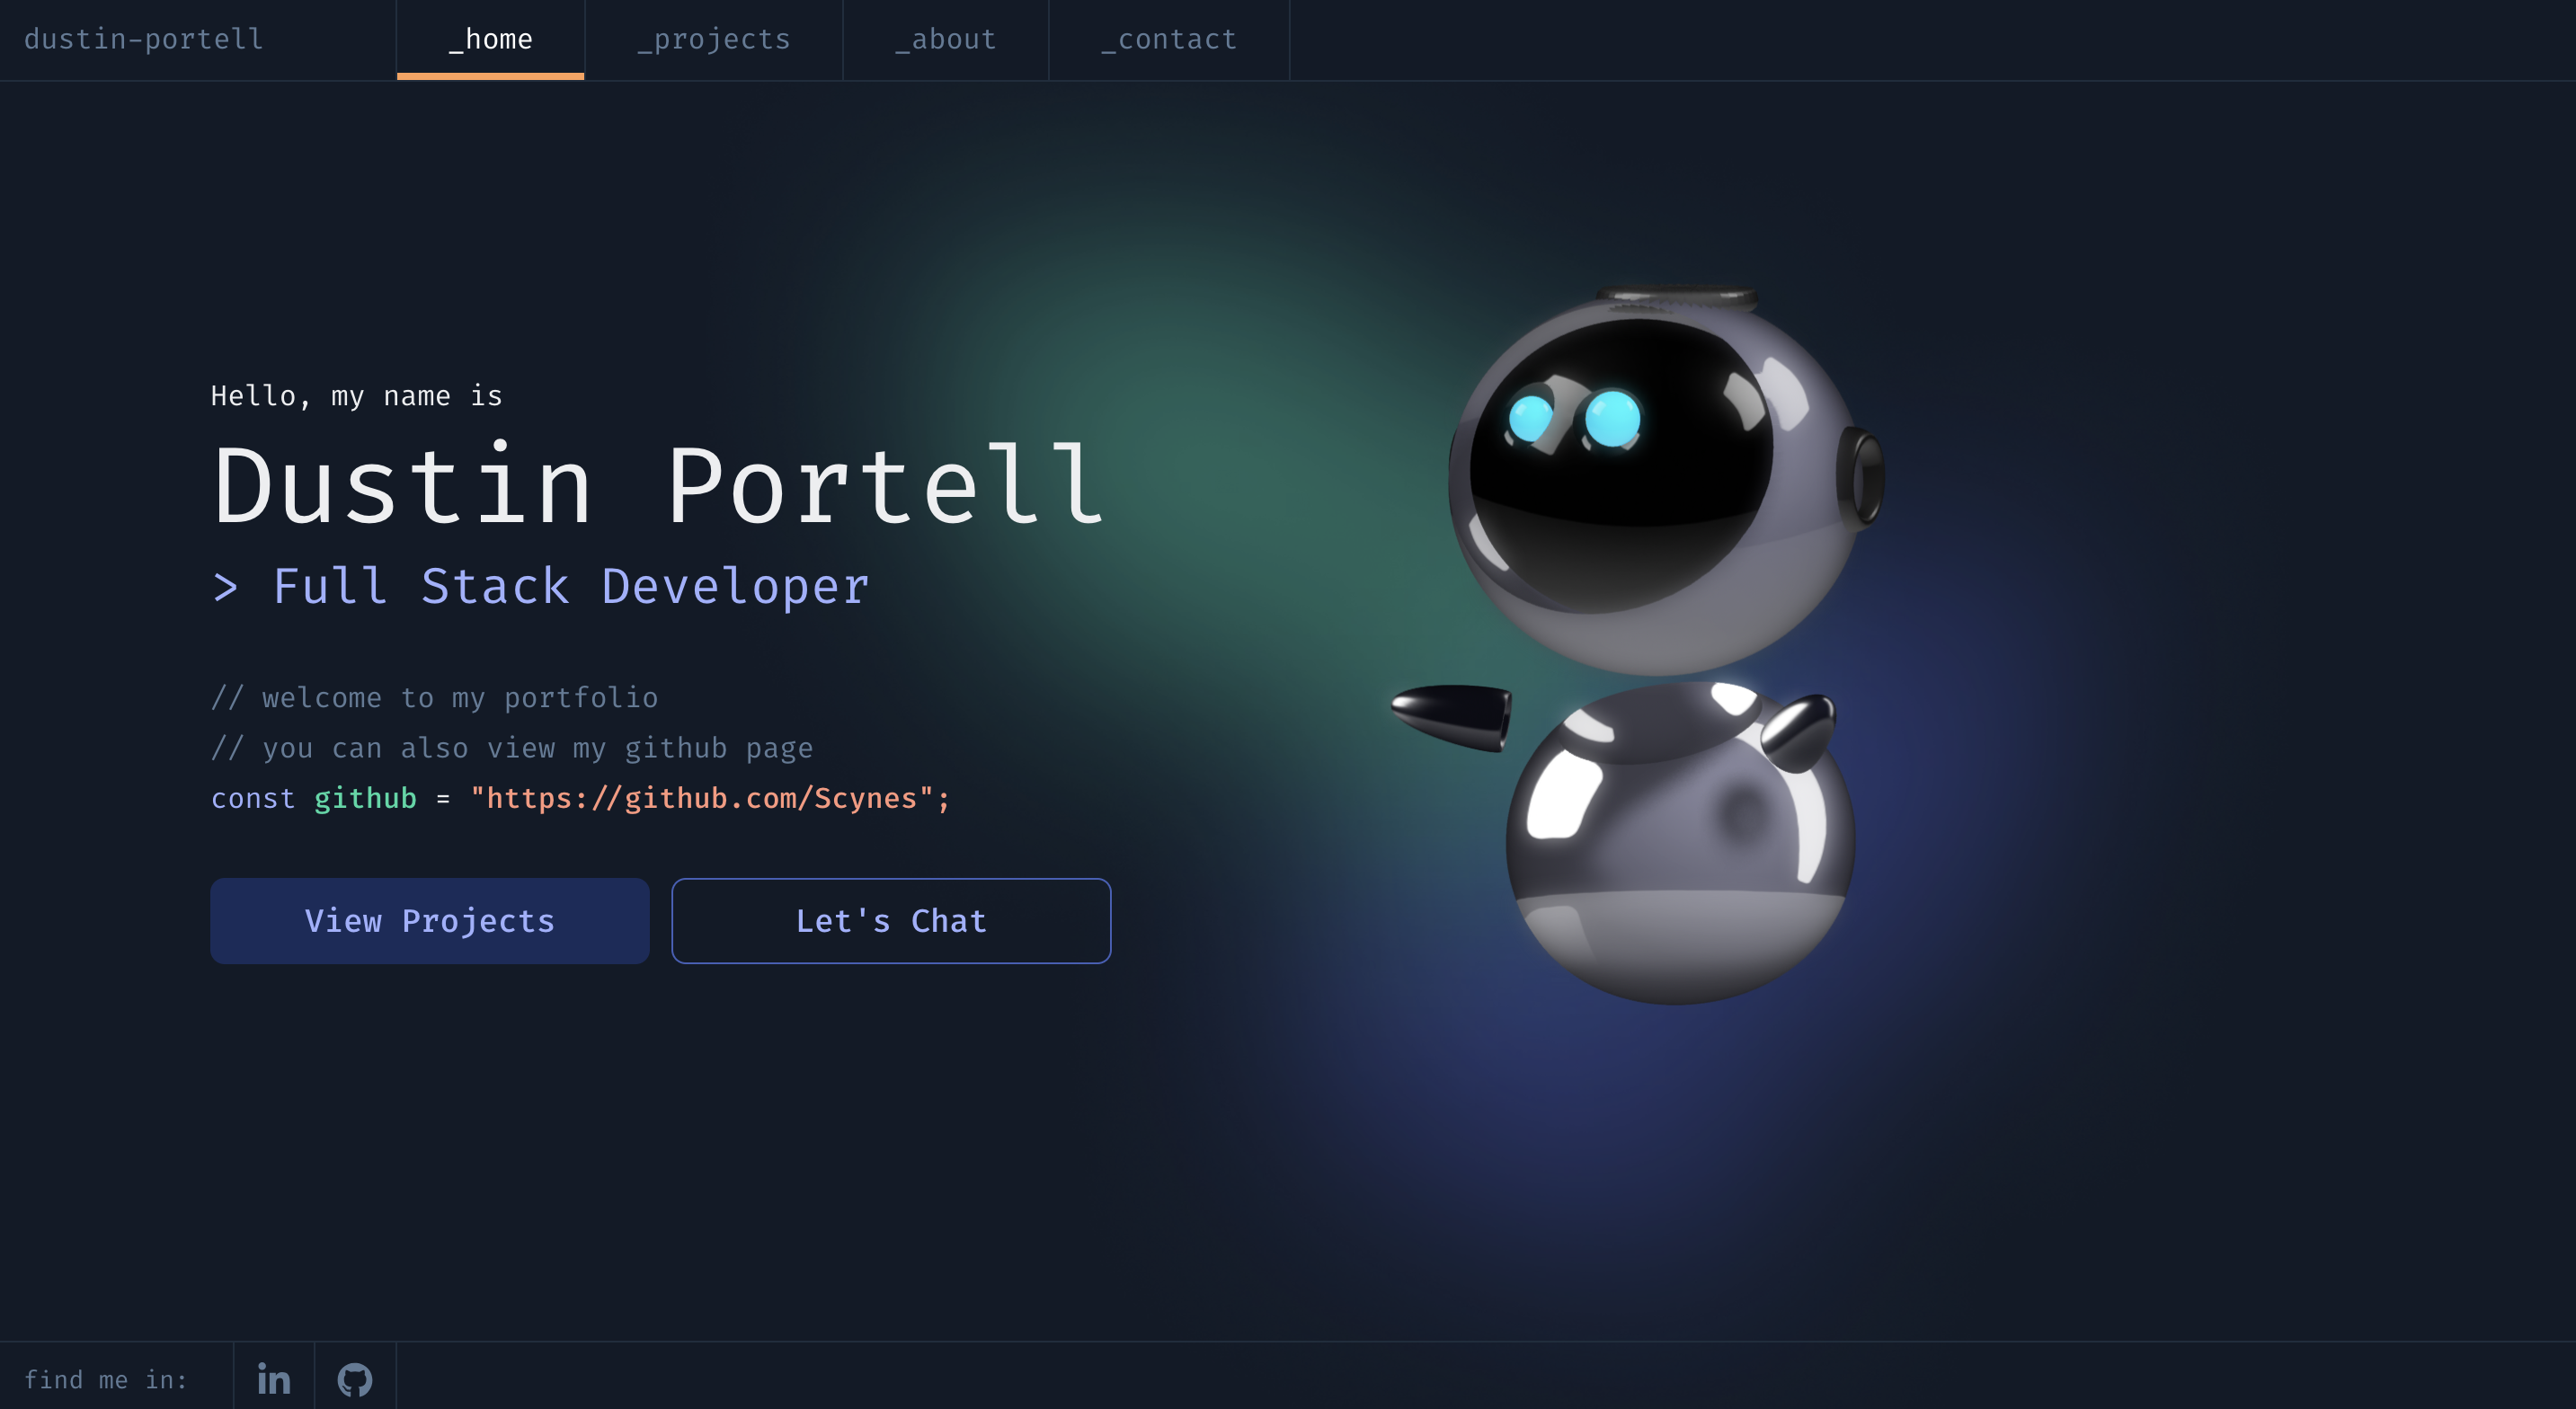 dustin-portell
_home
_projects
_about
_contact
Hello, my name is
Dustin Portell
> Full Stack Developer
// welcome to my portfolio
// you can also view my github page
const github = "https://github.com/Scynes";
View Projects
Let's Chat
find me in:
in